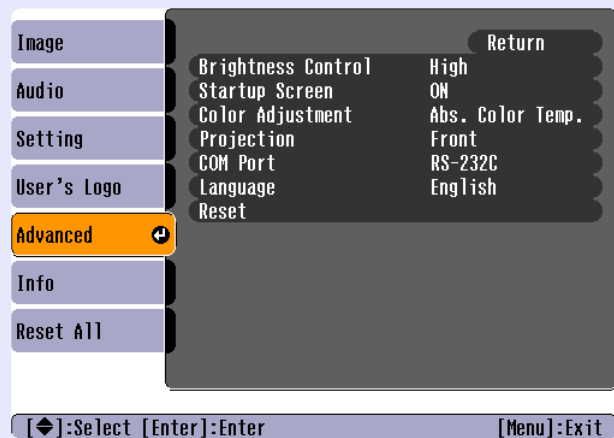 Image
Audio
Setting
User's Logo
Advanced
Info
Reset All
Return
Brightness Control High
Startup Screen ON
Color Adjustment Abs. Color Temp.
Projection Front
COM Port RS-232C
Language English
Reset
[◆]:Select [Enter]:Enter [Menu]:Exit